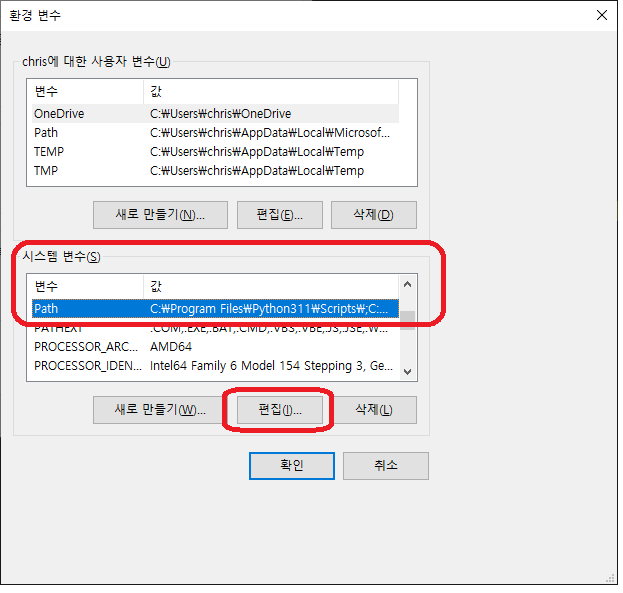 환경 변수
chris에 대한 사용자 변수(U)
변수 값
OneDrive C:₩Users₩chris₩OneDrive
Path C:₩Users₩chris₩AppData₩Local₩Microsof...
TEMP C:₩Users₩chris₩AppData₩Local₩Temp
TMP C:₩Users₩chris₩AppData₩Local₩Temp
새로 만들기(N)... 편집(E)... 삭제(D)
시스템 변수(S)
변수 값
Path C:₩Program Files₩Python311₩Scripts₩;C:...
PATHEXT .COM;.EXE;.BAT;.CMD;.VBS;.VBE;.JS;.JSE;.W...
PROCESSOR_ARC... AMD64
PROCESSOR_IDEN... Intel64 Family 6 Model 154 Stepping 3, Ge...
새로 만들기(W)... 편집(I)... 삭제(L)
확인 취소